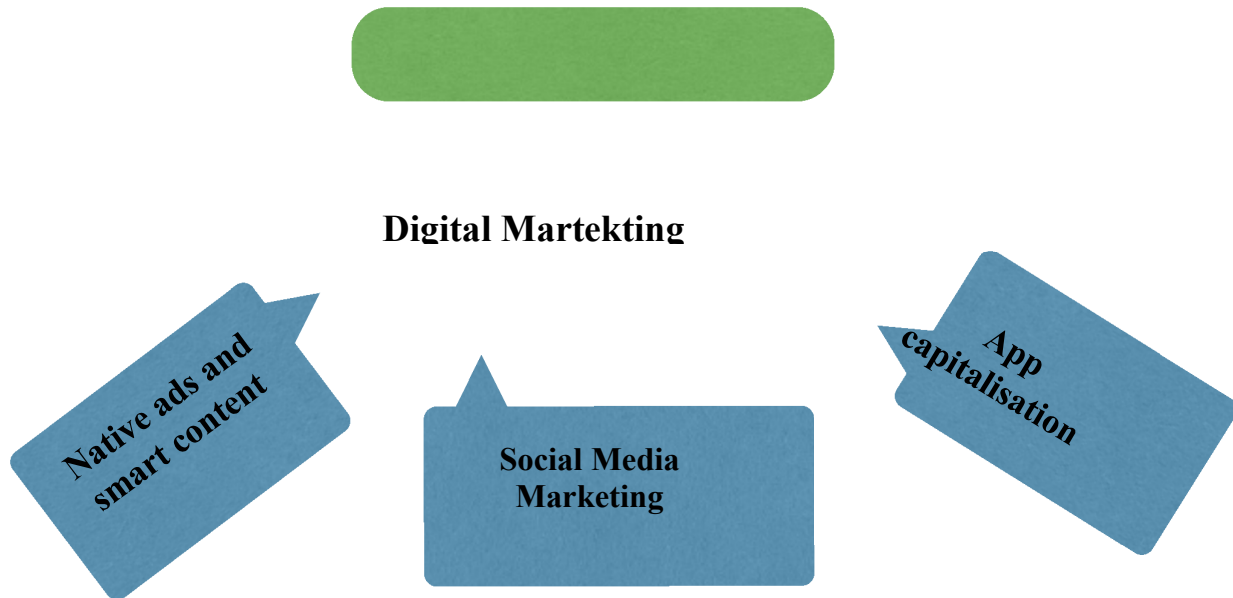 Digital Martekting
Native ads and
smart content
Social Media
Marketing
App
capitalisation